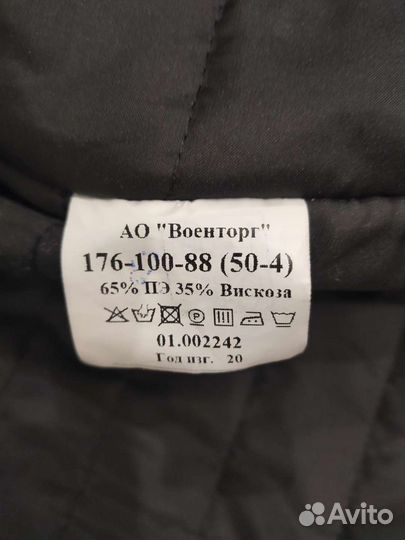 АО "Военторг"
176-100-88 (50-4)
65% ПЭ 35% Вискоза
01.002242
Год изг. 20
Avito